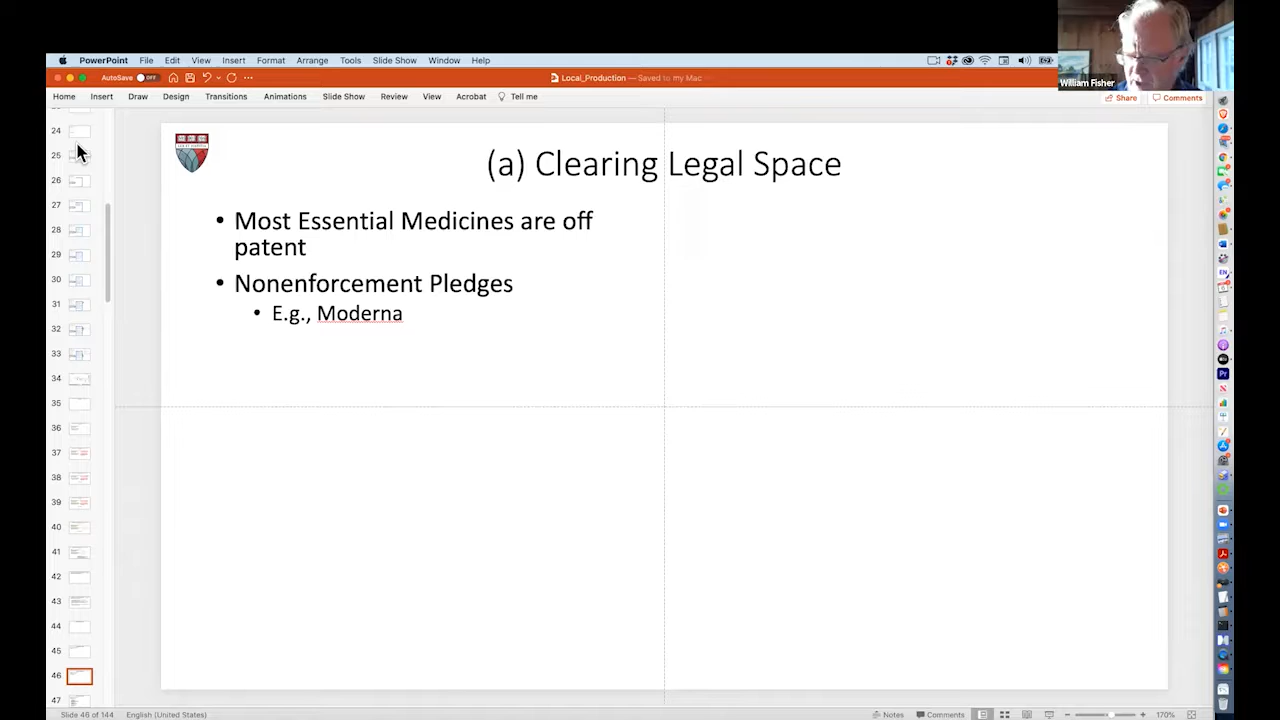 William Fisher
PowerPoint File Edit View Insert Format Arrange Tools Slide Show Window Help
AutoSave OFF Local_Production — Saved to my Mac
Home Insert Draw Design Transitions Animations Slide Show Review View Acrobat Tell me Share Comments
24
25
26
27
28
29
30
31
32
33
34
35
36
37
38
39
40
41
42
43
44
45
46
47
(a) Clearing Legal Space
• Most Essential Medicines are off
patent
• Nonenforcement Pledges
• E.g., Moderna
EN
Pr
Slide 46 of 144 English (United States) Notes Comments 170%